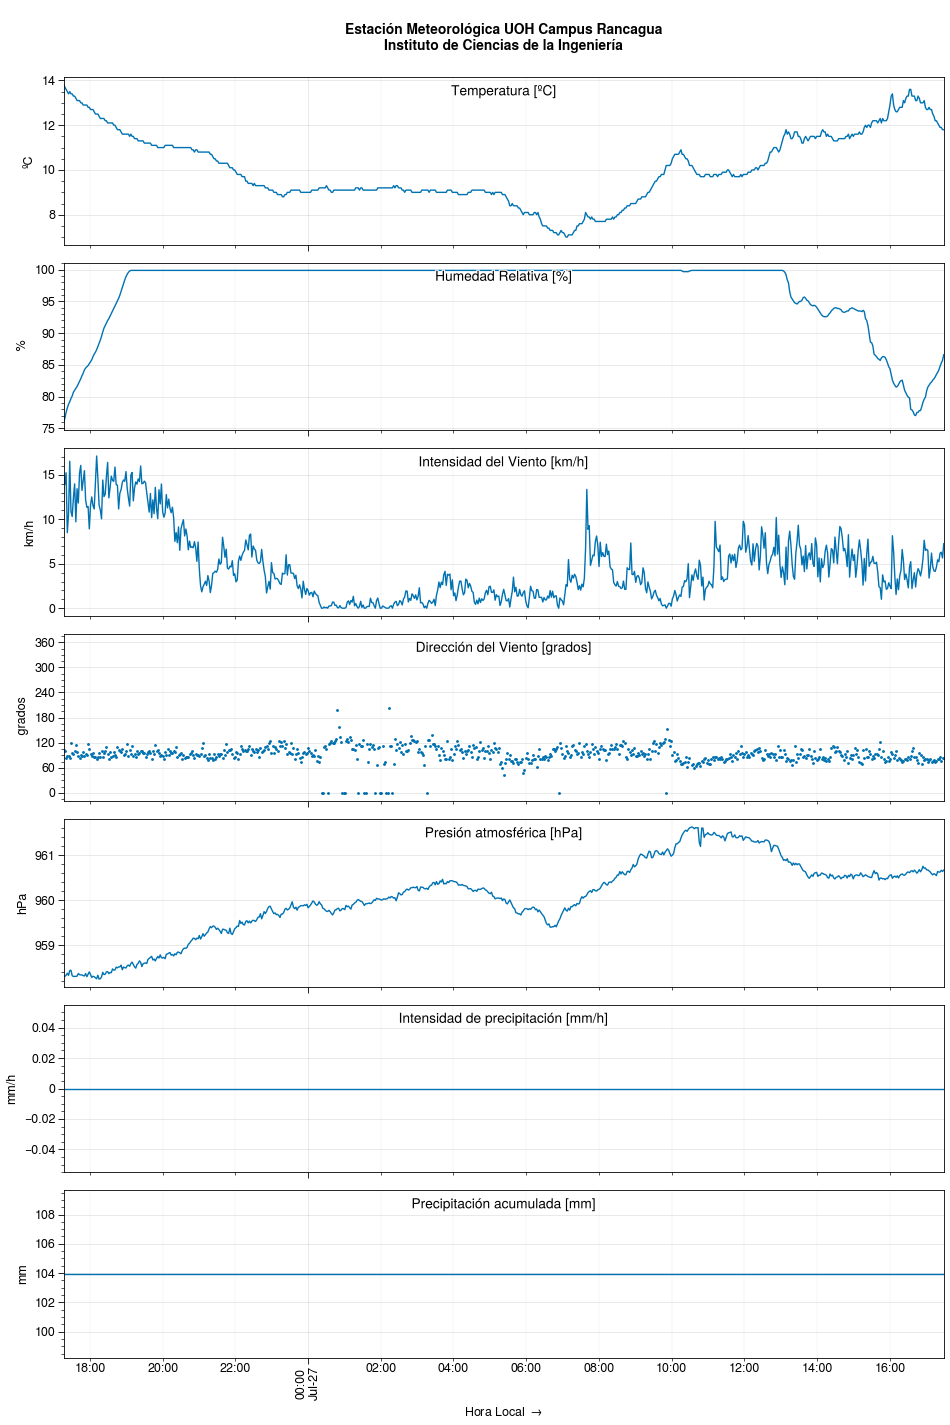 Estación Meteorológica UOH Campus Rancagua
Instituto de Ciencias de la Ingeniería
Temperatura [ºC]
ºC
14
12
10
8
Humedad Relativa [%]
%
100
95
90
85
80
75
Intensidad del Viento [km/h]
km/h
15
10
5
0
Dirección del Viento [grados]
grados
360
300
240
180
120
60
0
Presión atmosférica [hPa]
hPa
961
960
959
Intensidad de precipitación [mm/h]
mm/h
0.04
0.02
0
−0.02
−0.04
Precipitación acumulada [mm]
mm
108
106
104
102
100
18:00 20:00 22:00 00:00 02:00 04:00 06:00 08:00 10:00 12:00 14:00 16:00
Jul-27
Hora Local →